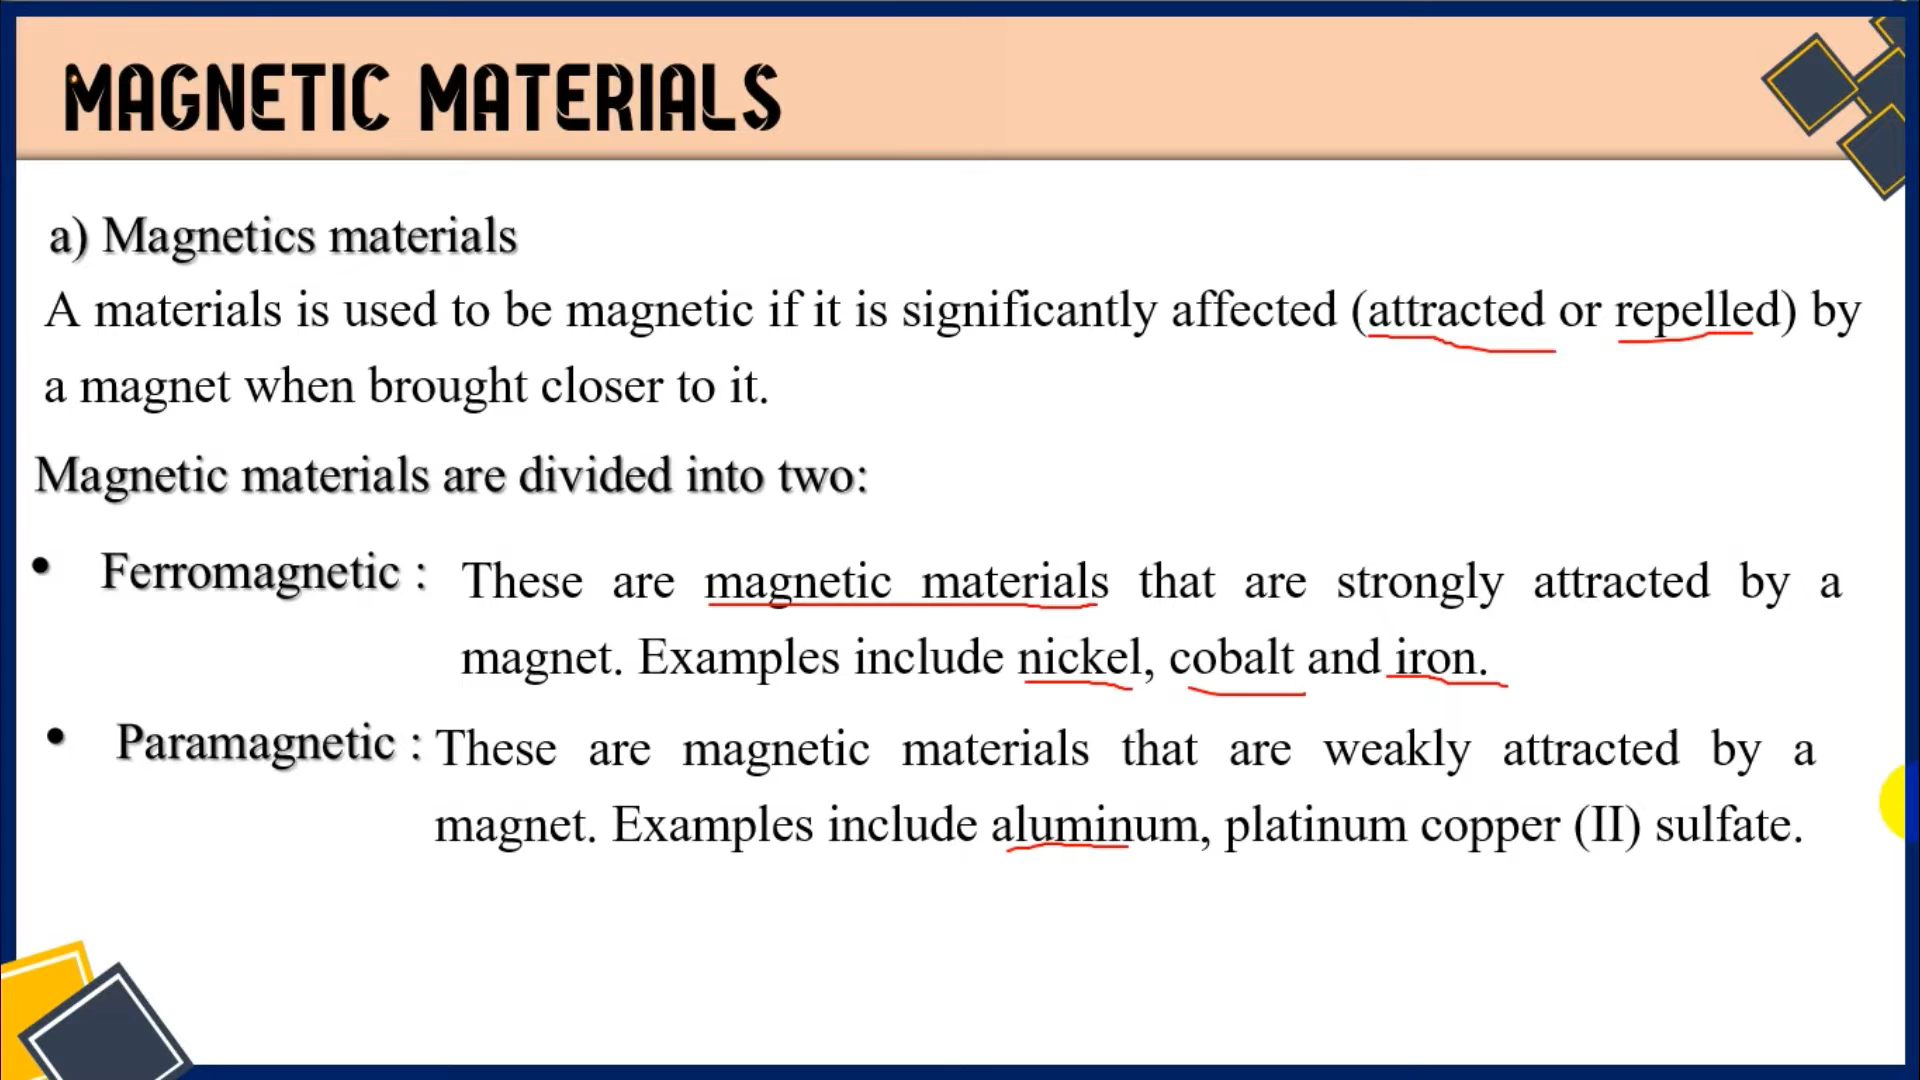 MAGNETIC MATERIALS
a) Magnetics materials
A materials is used to be magnetic if it is significantly affected (attracted or repelled) by
a magnet when brought closer to it.
Magnetic materials are divided into two:
• Ferromagnetic : These are magnetic materials that are strongly attracted by a
magnet. Examples include nickel, cobalt and iron.
• Paramagnetic : These are magnetic materials that are weakly attracted by a
magnet. Examples include aluminum, platinum copper (II) sulfate.